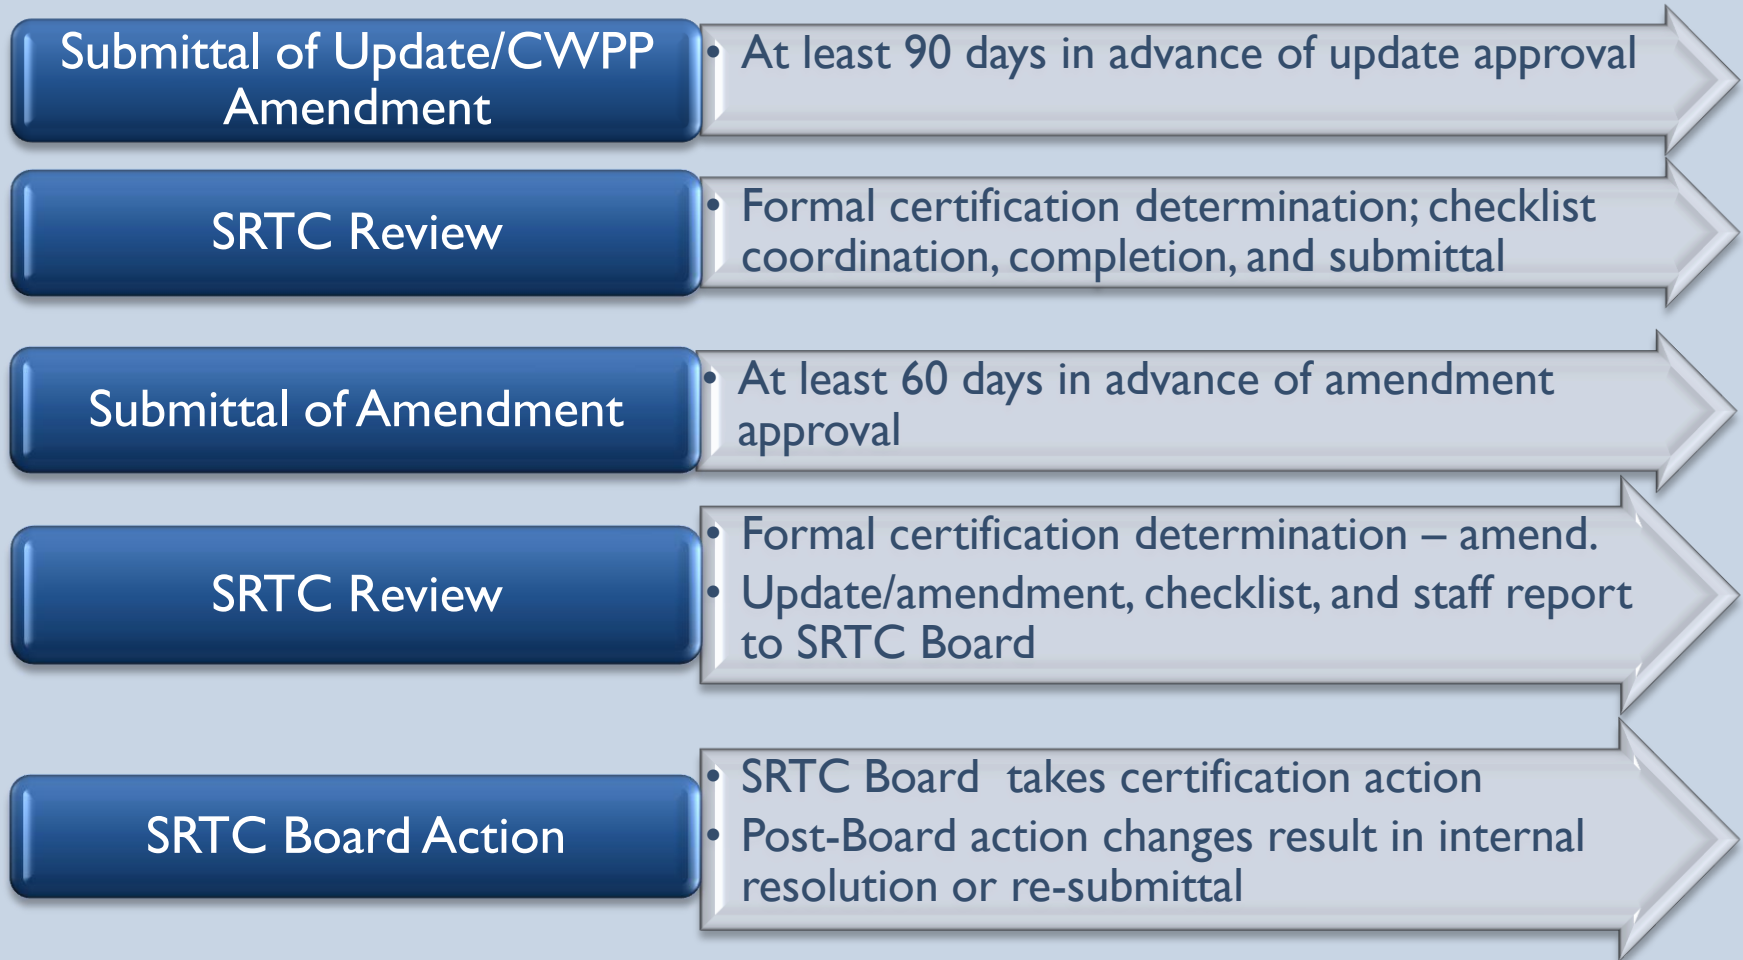 Submittal of Update/CWPP
Amendment
• At least 90 days in advance of update approval
SRTC Review
• Formal certification determination; checklist
coordination, completion, and submittal
Submittal of Amendment
• At least 60 days in advance of amendment
approval
SRTC Review
• Formal certification determination – amend.
• Update/amendment, checklist, and staff report
to SRTC Board
SRTC Board Action
• SRTC Board  takes certification action
• Post-Board action changes result in internal
resolution or re-submittal